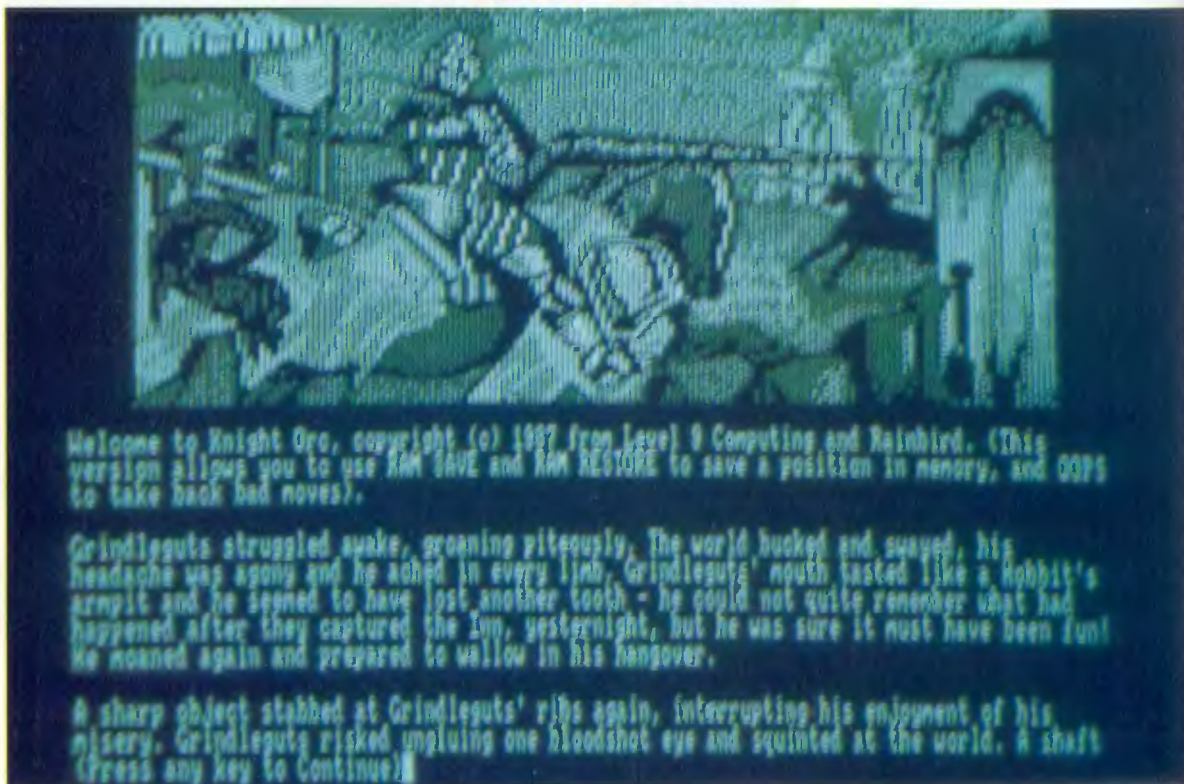 Welcome to Knight Orc, copyright (c) 1987 from Level 9 Computing and Rainbird. (This
version allows you to use RAM SAVE and RAM RESTORE to save a position in memory, and OOPS
to take back bad moves).
Grindleguts struggled awake, groaning piteously. The world bucked and swayed, his
headache was agony and he ached in every limb. Grindleguts' mouth tasted like a Hobbit's
armpit and he seemed to have lost another tooth - he could not quite remember what had
happened after they captured the Inn, yesternight, but he was sure it must have been fun!
He moaned again and prepared to wallow in his hangover.
A sharp object stabbed at Grindleguts' ribs again, interrupting his enjoyment of his
misery. Grindleguts risked ungluing one bloodshot eye and squinted at the world. A shaft
(Press any key to Continue)